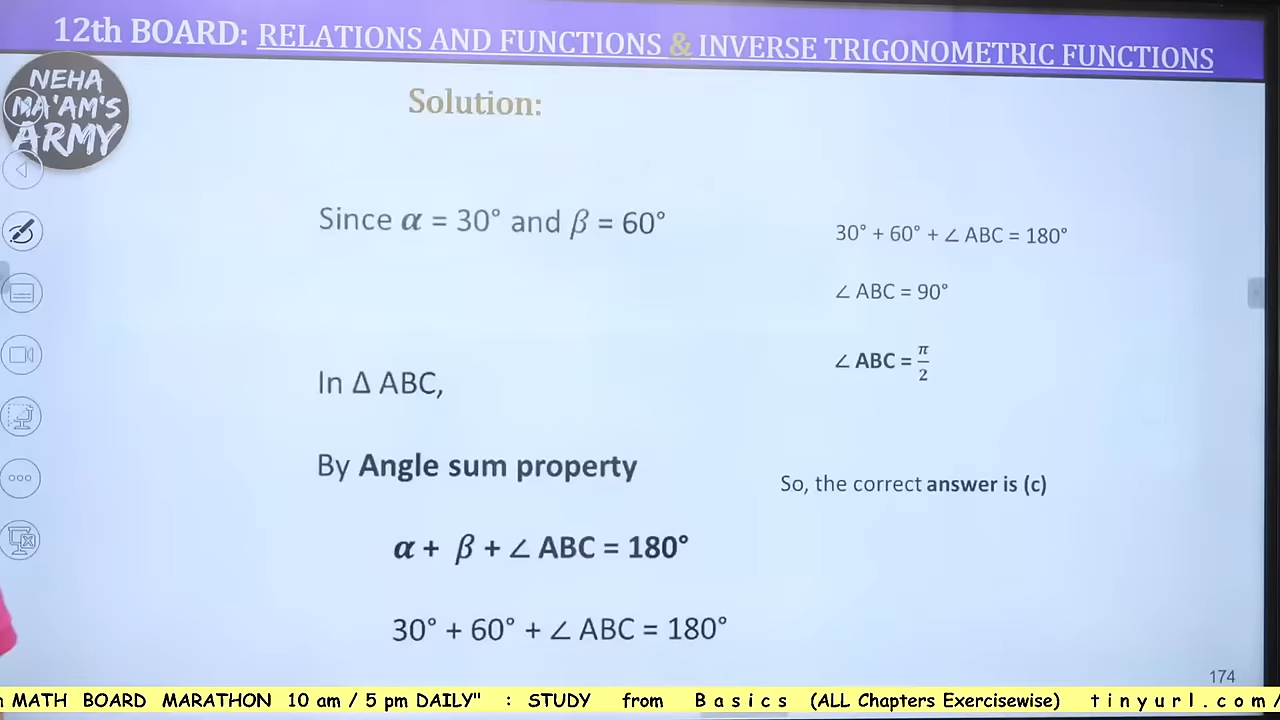 12th BOARD: RELATIONS AND FUNCTIONS & INVERSE TRIGONOMETRIC FUNCTIONS
NEHA
MA'AM'S
ARMY
Solution:
Since α = 30° and β = 60°
In Δ ABC,
By Angle sum property
α + β + ∠ ABC = 180°
30° + 60° + ∠ ABC = 180°
30° + 60° + ∠ ABC = 180°
∠ ABC = 90°
∠ ABC = π/2
So, the correct answer is (c)
174
MATH BOARD MARATHON 10 am / 5 pm DAILY" : STUDY from Basics (ALL Chapters Exercisewise) tinyurl.com/